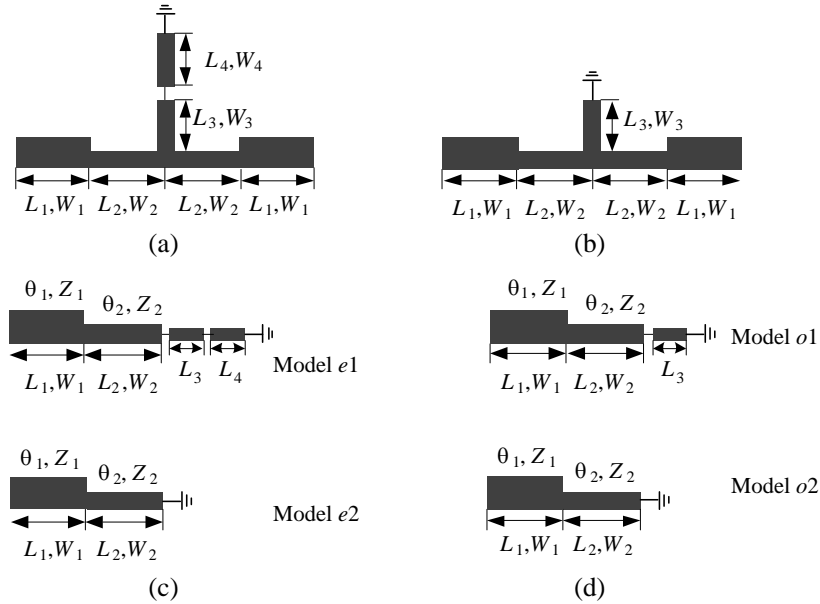 L4,W4
L3,W3
L1,W1 L2,W2 L2,W2 L1,W1
(a)
L3,W3
L1,W1 L2,W2 L2,W2 L1,W1
(b)
θ1, Z1
θ2, Z2
L1,W1 L2,W2 L3 L4
Model e1
θ1, Z1
θ2, Z2
L1,W1 L2,W2 L3
Model o1
θ1, Z1
θ2, Z2
L1,W1 L2,W2
Model e2
(c)
θ1, Z1
θ2, Z2
L1,W1 L2,W2
Model o2
(d)